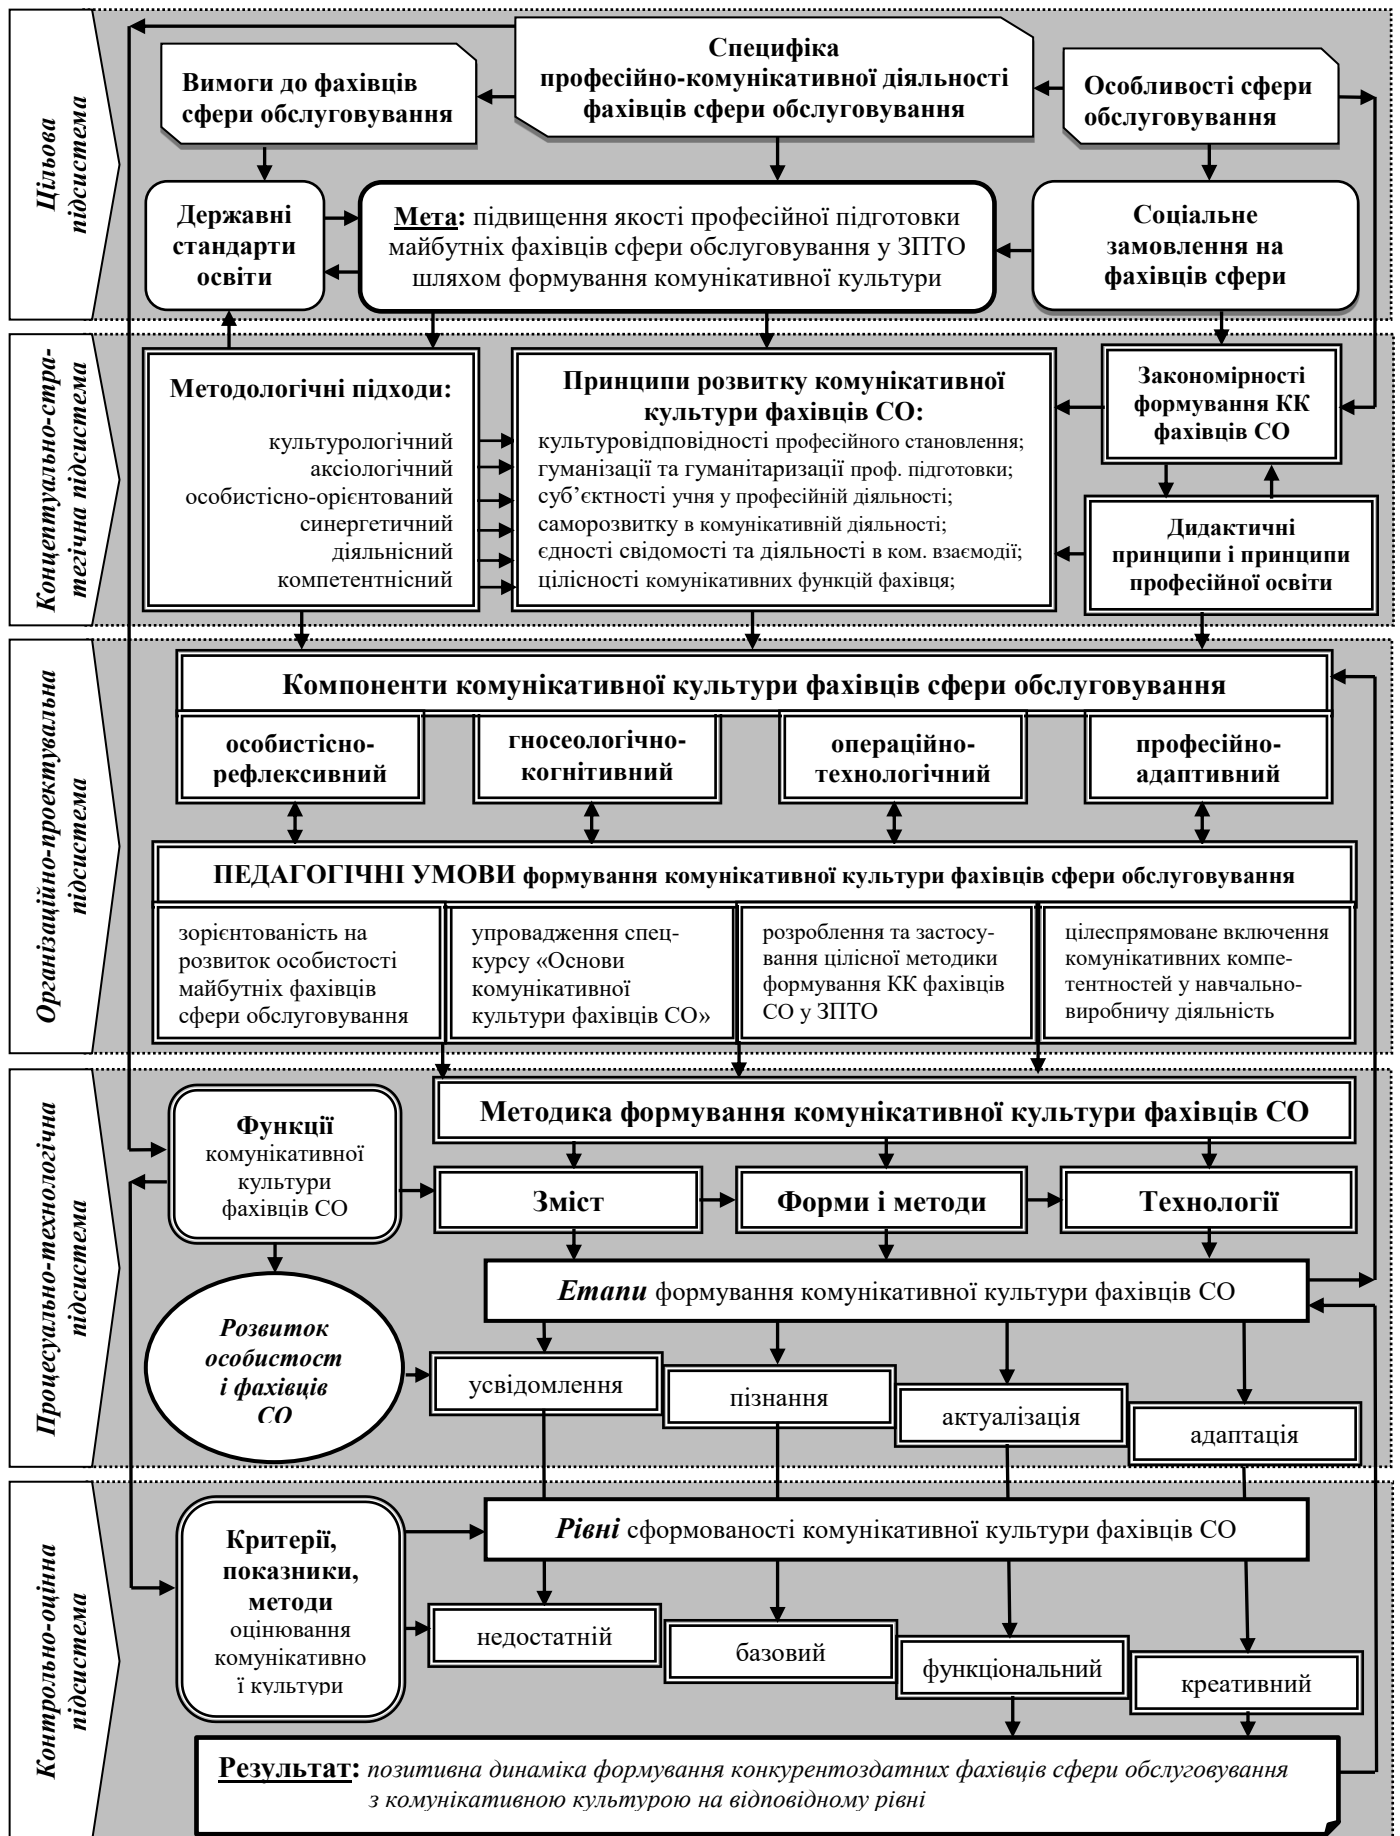 Цільова
підсистема
Специфіка
професійно-комунікативної діяльності
фахівців сфери обслуговування
Вимоги до фахівців
сфери обслуговування
Особливості сфери
обслуговування
Державні
стандарти
освіти
Мета: підвищення якості професійної підготовки
майбутніх фахівців сфери обслуговування у ЗПТО
шляхом формування комунікативної культури
Соціальне
замовлення на
фахівців сфери
Концептуально-стра-
тегічна підсистема
Методологічні підходи:
культурологічний
аксіологічний
особистісно-орієнтований
синергетичний
діяльнісний
компетентнісний
Принципи розвитку комунікативної
культури фахівців СО:
культуровідповідності професійного становлення;
гуманізації та гуманітаризації проф. підготовки;
суб’єктності учня у професійній діяльності;
саморозвитку в комунікативній діяльності;
єдності свідомості та діяльності в ком. взаємодії;
цілісності комунікативних функцій фахівця;
Закономірності
формування КК
фахівців СО
Дидактичні
принципи і принципи
професійної освіти
Організаційно-проектувальна
підсистема
Компоненти комунікативної культури фахівців сфери обслуговування
особистісно-
рефлексивний
гносеологічно-
когнітивний
операційно-
технологічний
професійно-
адаптивний
ПЕДАГОГІЧНІ УМОВИ формування комунікативної культури фахівців сфери обслуговування
зорієнтованість на
розвиток особистості
майбутніх фахівців
сфери обслуговування
упровадження спец-
курсу «Основи
комунікативної
культури фахівців СО»
розроблення та застосу-
вання цілісної методики
формування КК фахівців
СО у ЗПТО
цілеспрямоване включення
комунікативних компе-
тентностей у навчально-
виробничу діяльність
Процесуально-технологічна
підсистема
Функції
комунікативної
культури
фахівців СО
Методика формування комунікативної культури фахівців СО
Зміст
Форми і методи
Технології
Етапи формування комунікативної культури фахівців СО
Розвиток
особистост
і фахівців
СО
усвідомлення
пізнання
актуалізація
адаптація
Контрольно-оцінна
підсистема
Критерії,
показники,
методи
оцінювання
комунікативно
ї культури
Рівні сформованості комунікативної культури фахівців СО
недостатній
базовий
функціональний
креативний
Результат: позитивна динаміка формування конкурентоздатних фахівців сфери обслуговування
з комунікативною культурою на відповідному рівні